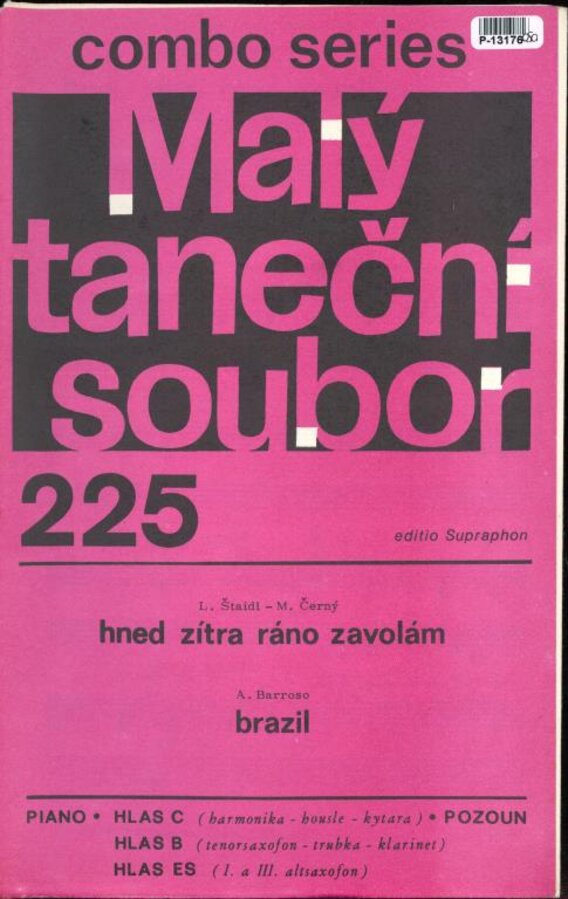 combo series
P-13176
Malý
taneční
soubor
225
editio Supraphon
L. Štaidl - M. Černý
hned zítra ráno zavolám
A. Barroso
brazil
PIANO • HLAS C (harmonika - housle - kytara) • POZOUN
HLAS B (tenorsaxofon - trubka - klarinet)
HLAS ES (I. a III. altsaxofon)